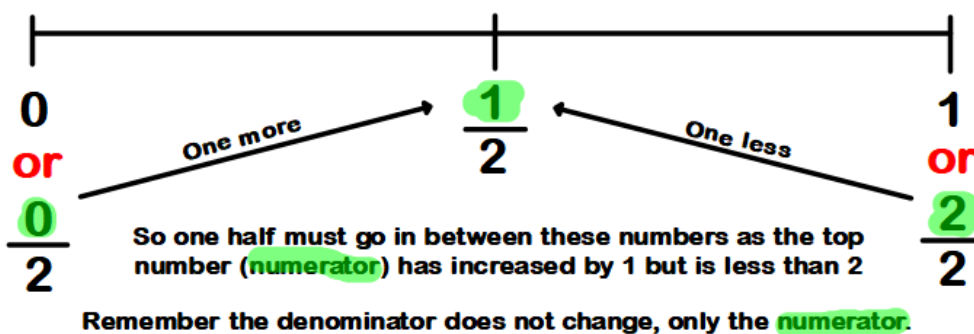 0
or
0
2
One more
1
2
One less
1
or
2
2
So one half must go in between these numbers as the top
number (numerator) has increased by 1 but is less than 2
Remember the denominator does not change, only the numerator.